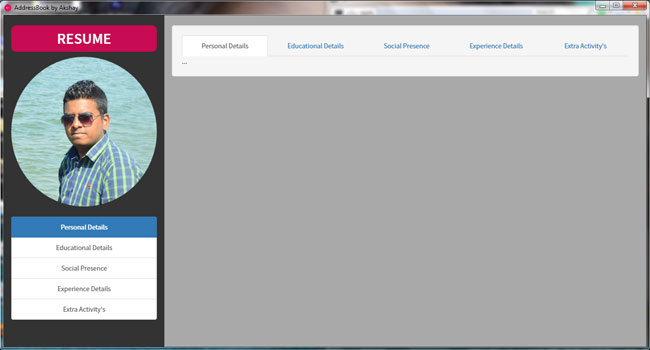 AddressBook by Akshay
RESUME
Personal Details
Educational Details
Social Presence
Experience Details
Extra Activity's
Personal Details
Educational Details
Social Presence
Experience Details
Extra Activity's
...